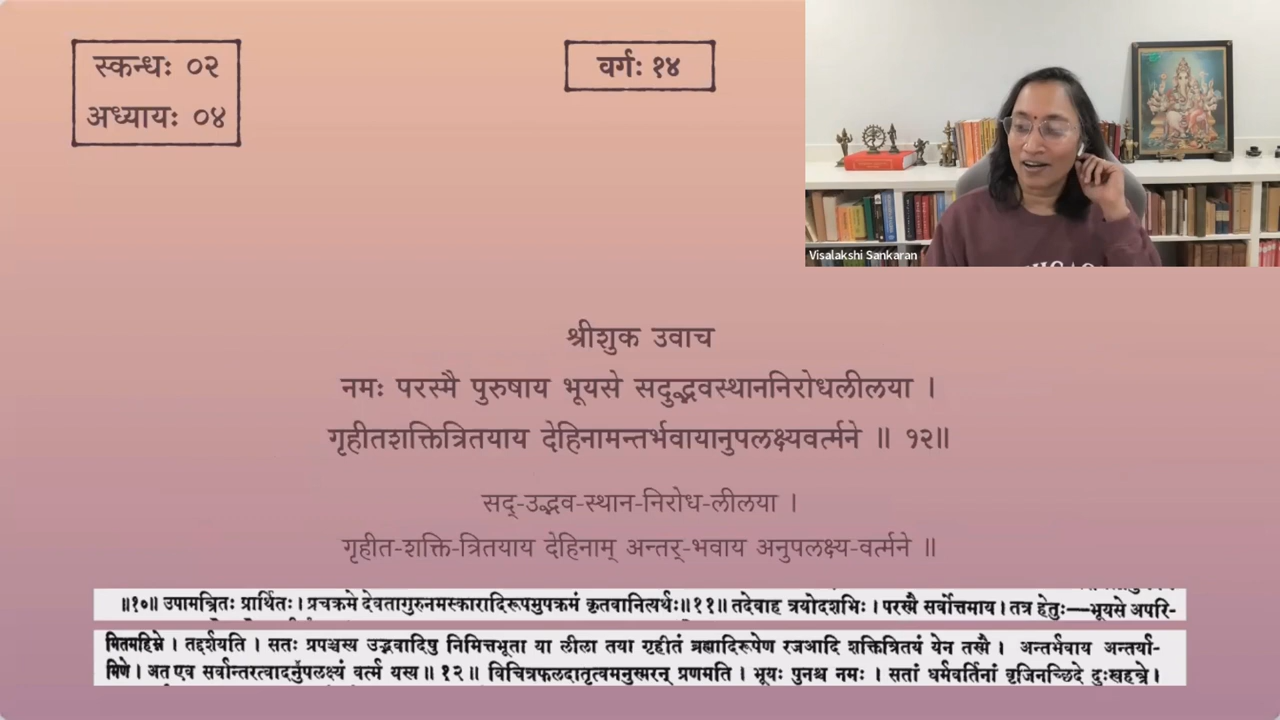 स्कन्धः ०२
अध्यायः ०४
वर्गः १४
Visalakshi Sankaran
श्रीशुक उवाच
नमः परस्मै पुरुषाय भूयसे सदुद्भवस्थाननिरोधलीलया ।
गृहीतशक्तित्रितयाय देहिनामन्तर्भवायानुपलक्ष्यवर्त्मने ॥ १२॥
सद्-उद्भव-स्थान-निरोध-लीलया ।
गृहीत-शक्ति-त्रितयाय देहिनाम् अन्तर्-भवाय अनुपलक्ष्य-वर्त्मने ॥
॥१०॥ उपामन्त्रितः प्रार्थितः । प्रचक्रमे देवतागुरुनमस्कारादिरूपमुपक्रमं कृतवानित्यर्थः॥११॥ तदेवाह त्रयोदशभिः । परस्मै सर्वोत्तमाय । तत्र हेतुः—भूयसे अपरि-
मितमहिम्ने । तद्दर्शयति । सतः प्रपञ्चस्य उद्भवादिषु निमित्तभूता या लीला तया गृहीतं ब्रह्मादिरूपेण रजआदि शक्तित्रितयं येन तस्मै । अन्तर्भवाय अन्तर्या-
मिणे । अत एव सर्वान्तरत्वादनुपलक्ष्यं वर्त्म यस्य ॥ १२ ॥ विचित्रफलदातृत्वमनुस्मरन् प्रणमति । भूयः पुनश्च नमः । सतां धर्मवर्तिनां वृजिनच्छिदे दुःखहन्त्रे ।